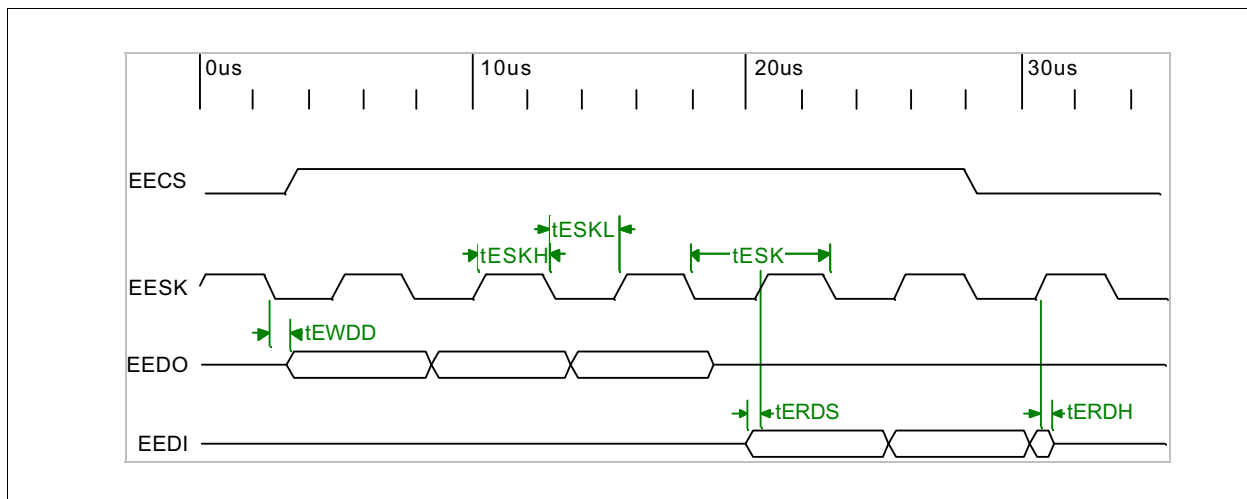 0us 10us 20us 30us
EECS
tESKL
tESKH tESK
EESK
tEWDD
EEDO
tERDS tERDH
EEDI